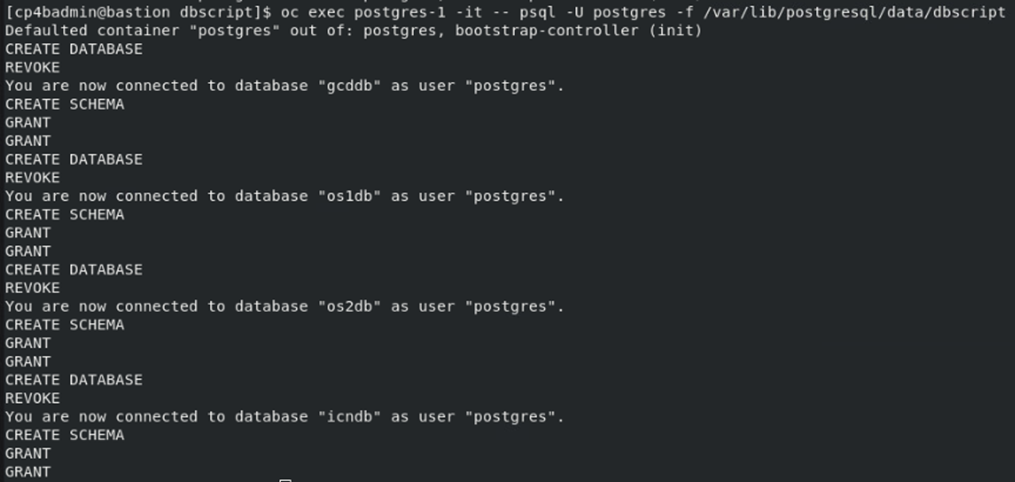 [cp4badmin@bastion dbscript]$ oc exec postgres-1 -it -- psql -U postgres -f /var/lib/postgresql/data/dbscript
Defaulted container "postgres" out of: postgres, bootstrap-controller (init)
CREATE DATABASE
REVOKE
You are now connected to database "gcddb" as user "postgres".
CREATE SCHEMA
GRANT
GRANT
CREATE DATABASE
REVOKE
You are now connected to database "os1db" as user "postgres".
CREATE SCHEMA
GRANT
GRANT
CREATE DATABASE
REVOKE
You are now connected to database "os2db" as user "postgres".
CREATE SCHEMA
GRANT
GRANT
CREATE DATABASE
REVOKE
You are now connected to database "icndb" as user "postgres".
CREATE SCHEMA
GRANT
GRANT